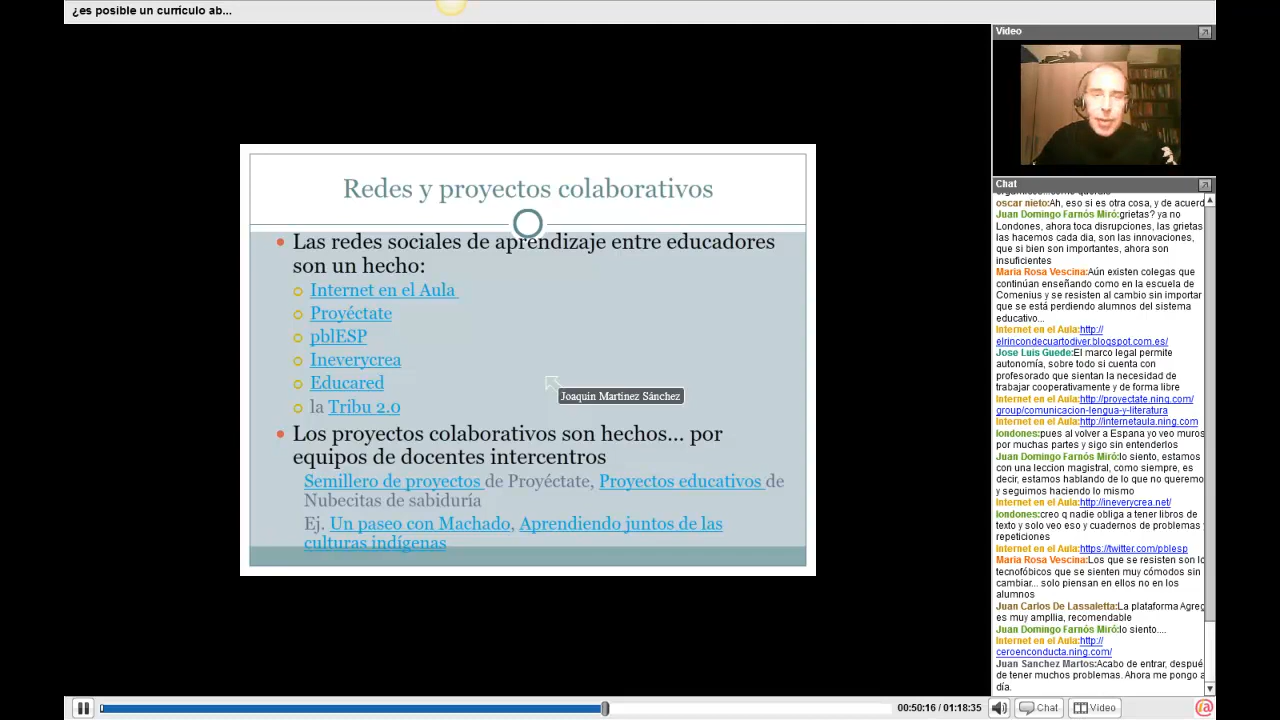 ¿es posible un curriculo ab...
Redes y proyectos colaborativos
Las redes sociales de aprendizaje entre educadores
son un hecho:
Internet en el Aula
Proyéctate
pblESP
Ineverycrea
Educared
la Tribu 2.0
Joaquín Martínez Sánchez
Los proyectos colaborativos son hechos... por
equipos de docentes intercentros
Semillero de proyectos de Proyéctate, Proyectos educativos de
Nubecitas de sabiduría
Ej. Un paseo con Machado, Aprendiendo juntos de las
culturas indígenas
Video
Chat
oscar nieto:Ah, eso si es otra cosa, y de acuerd
Juan Domingo Farnós Miró:grietas? ya no
Londones, ahora toca disrupciones, las grietas
las hacemos cada dia, son las innovaciones,
que si bien son importantes, ahora son
insuficientes
Maria Rosa Vescina:Aún existen colegas que
continúan enseñando como en la escuela de
Comenius y se resisten al cambio sin importar
que se está perdiendo alumnos del sistema
educativo...
Internet en el Aula:http://
elrincondecuartodiver.blogspot.com.es/
Jose Luis Guede:El marco legal permite
autonomía, sobre todo si cuenta con
profesorado que sientan la necesidad de
trabajar cooperativamente y de forma libre
Internet en el Aula:http://proyectate.ning.com/
group/comunicacion-lengua-y-literatura
Internet en el Aula:http://internetaula.ning.com
londones:pues al volver a Espana yo veo muros
por muchas partes y sigo sin entenderlos
Juan Domingo Farnós Miró:lo siento, estamos
con una leccion magistral, como siempre, es
decir, estamos hablando de lo que no queremo
y seguimos haciendo lo mismo
Internet en el Aula:http://ineverycrea.net/
londones:creo q nadie obliga a tener libros de
texto y solo veo eso y cuadernos de problemas y
repeticiones
Internet en el Aula:https://twitter.com/pblesp
Maria Rosa Vescina:Los que se resisten son lo
tecnofóbicos que se sienten muy cómodos sin
cambiar... solo piensan en ellos no en los
alumnos
Juan Carlos De Lassaletta:La plataforma Agreg
es muy ampllia, recomendable
Juan Domingo Farnós Miró:lo siento....
Internet en el Aula:http://
ceroenconducta.ning.com/
Juan Sanchez Martos:Acabo de entrar, despué
de tener muchos problemas. Ahora me pongo a
día.
00:50:16 / 01:18:35
Chat
Video